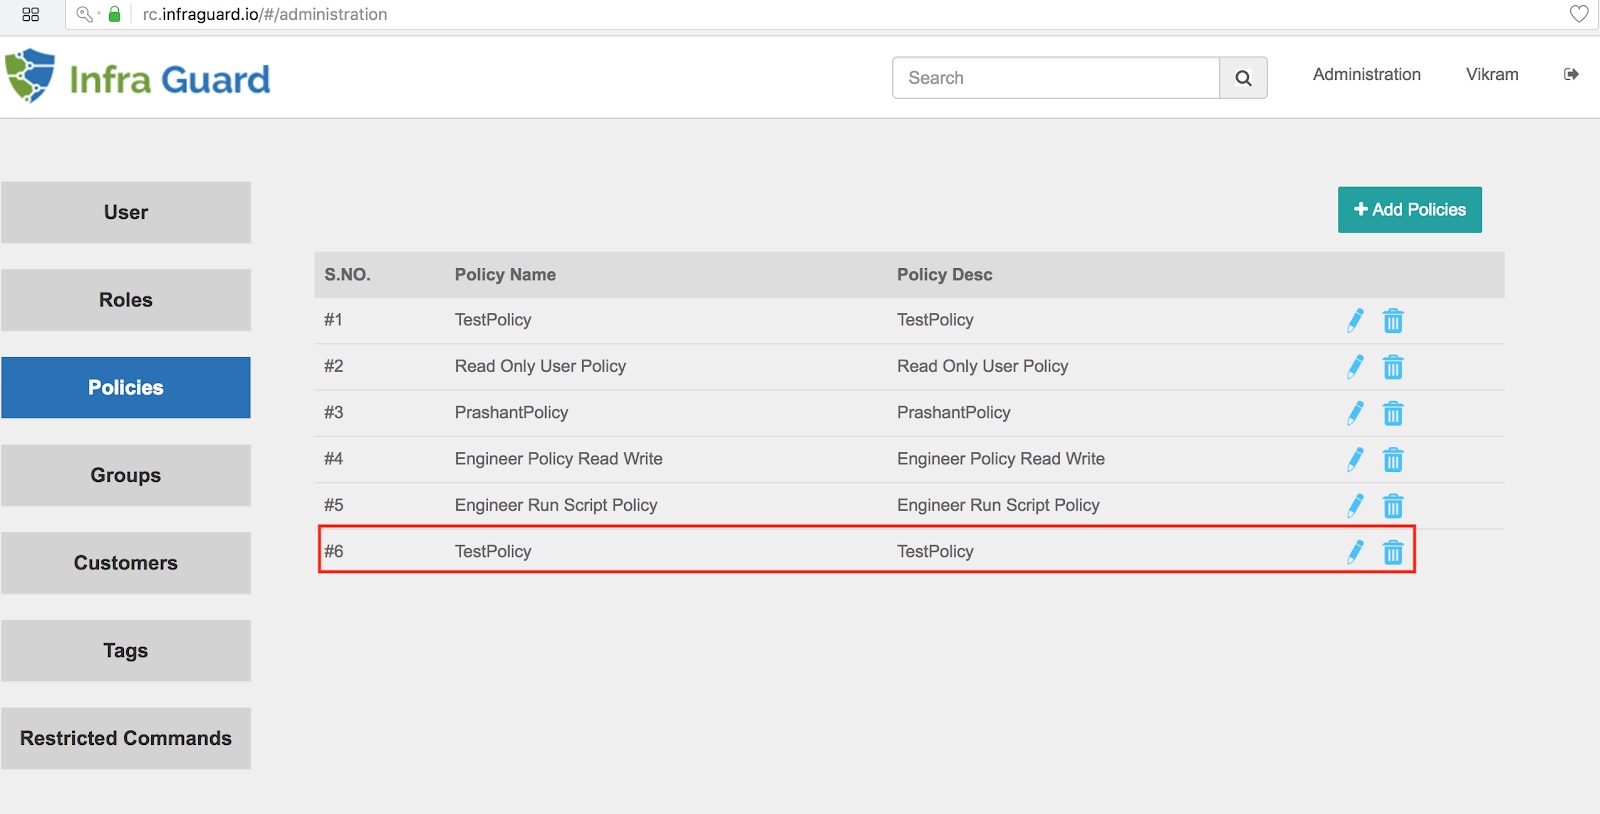 rc.infraguard.io/#/administration
Infra Guard
Search
Administration
Vikram
User
Roles
Policies
Groups
Customers
Tags
Restricted Commands
+ Add Policies
S.NO. Policy Name Policy Desc
#1 TestPolicy TestPolicy
#2 Read Only User Policy Read Only User Policy
#3 PrashantPolicy PrashantPolicy
#4 Engineer Policy Read Write Engineer Policy Read Write
#5 Engineer Run Script Policy Engineer Run Script Policy
#6 TestPolicy TestPolicy